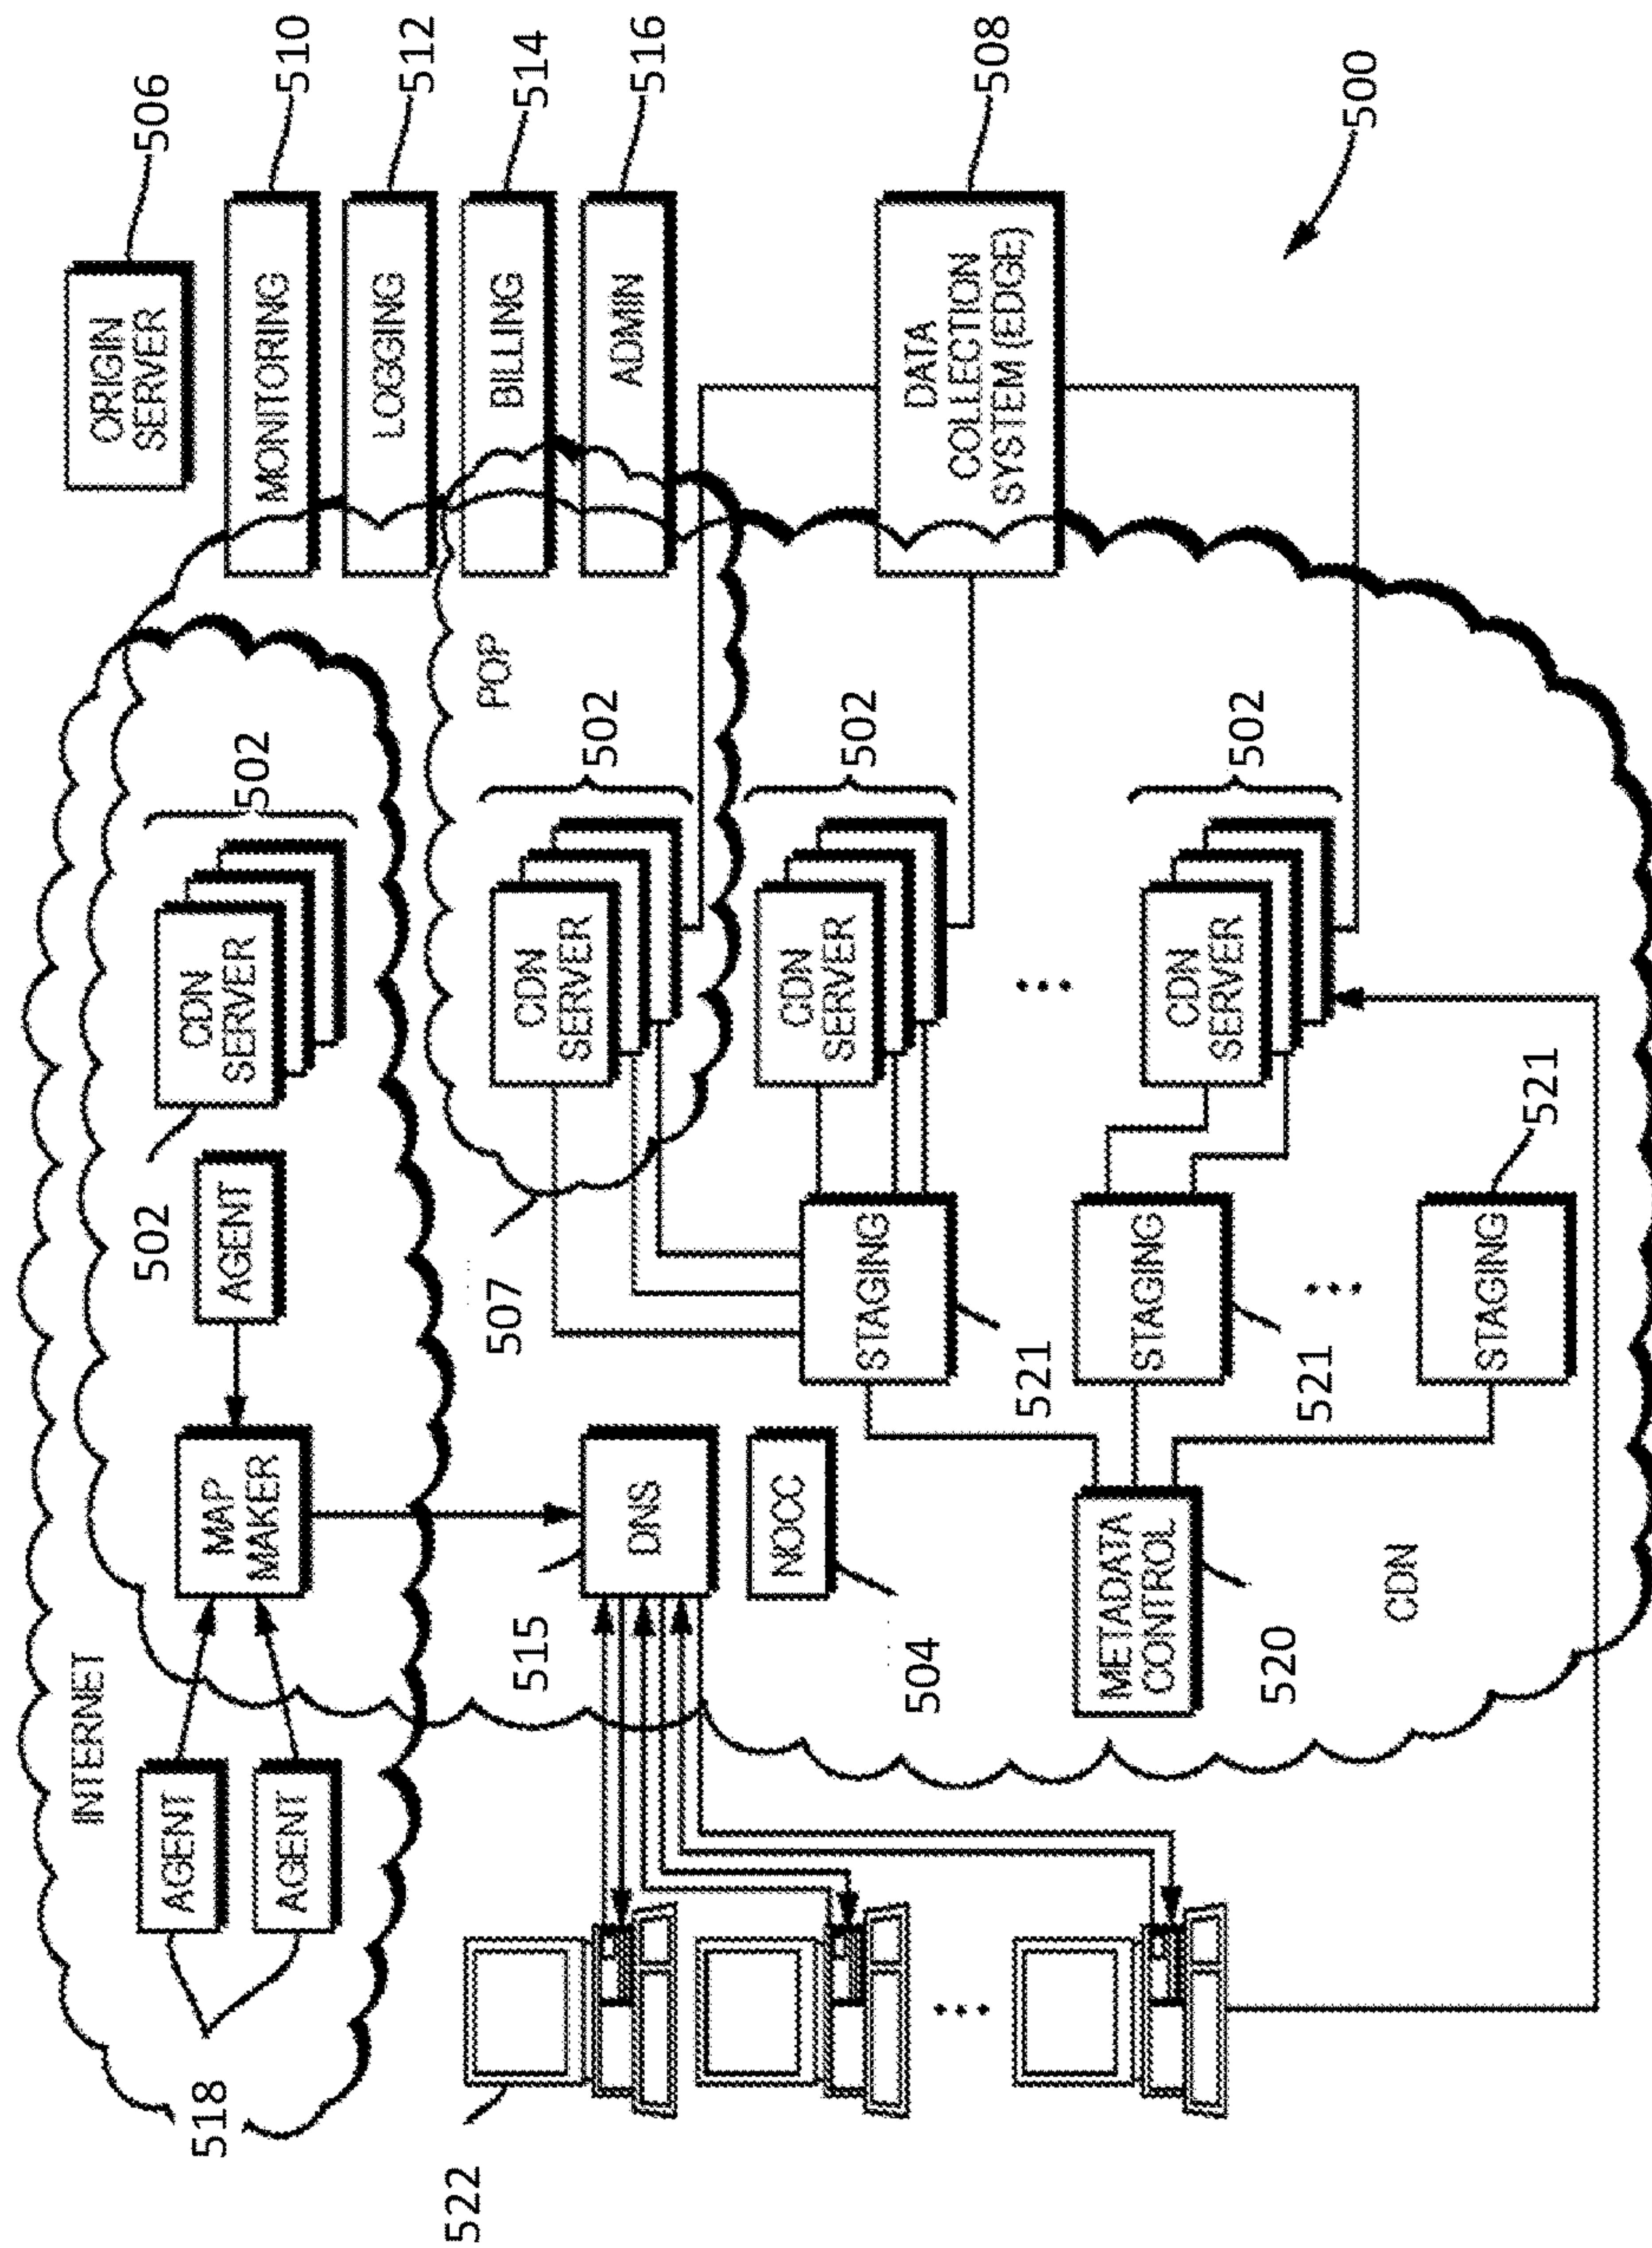 INTERNET
518
AGENT
AGENT
MAP
MAKER
AGENT
502
CDN
SERVER
502
ORIGIN
SERVER
506
MONITORING
510
LOGGING
512
BILLING
514
ADMIN
516
522
515
DNS
507
POP
CDN
SERVER
502
NOCC
504
STAGING
521
CDN
SERVER
502
DATA
COLLECTION
SYSTEM (EDGE)
508
METADATA
CONTROL
520
STAGING
521
CDN
SERVER
502
CDN
STAGING
521
500